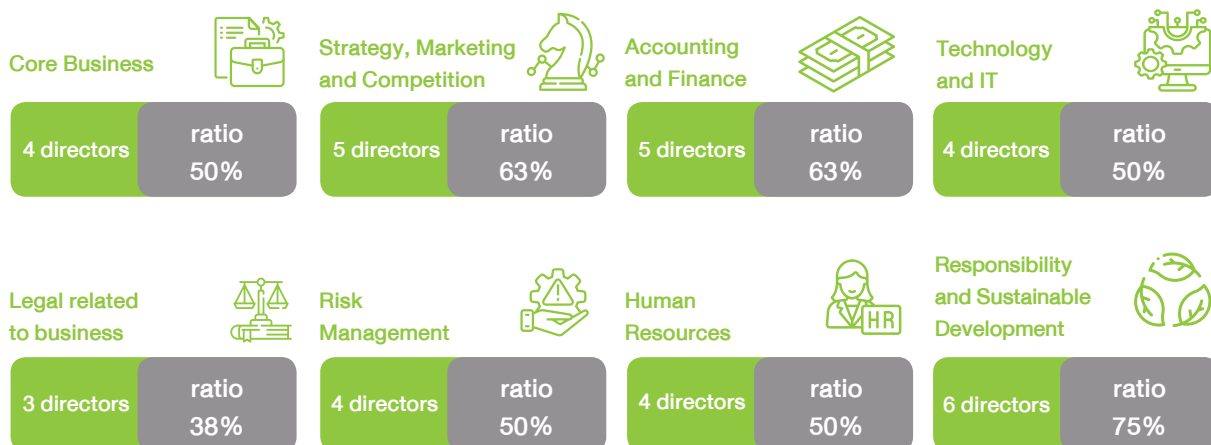 Core Business
4 directors
ratio
50%
Strategy, Marketing
and Competition
5 directors
ratio
63%
Accounting
and Finance
5 directors
ratio
63%
Technology
and IT
4 directors
ratio
50%
Legal related
to business
3 directors
ratio
38%
Risk
Management
4 directors
ratio
50%
Human
Resources
HR
4 directors
ratio
50%
Responsibility
and Sustainable
Development
6 directors
ratio
75%